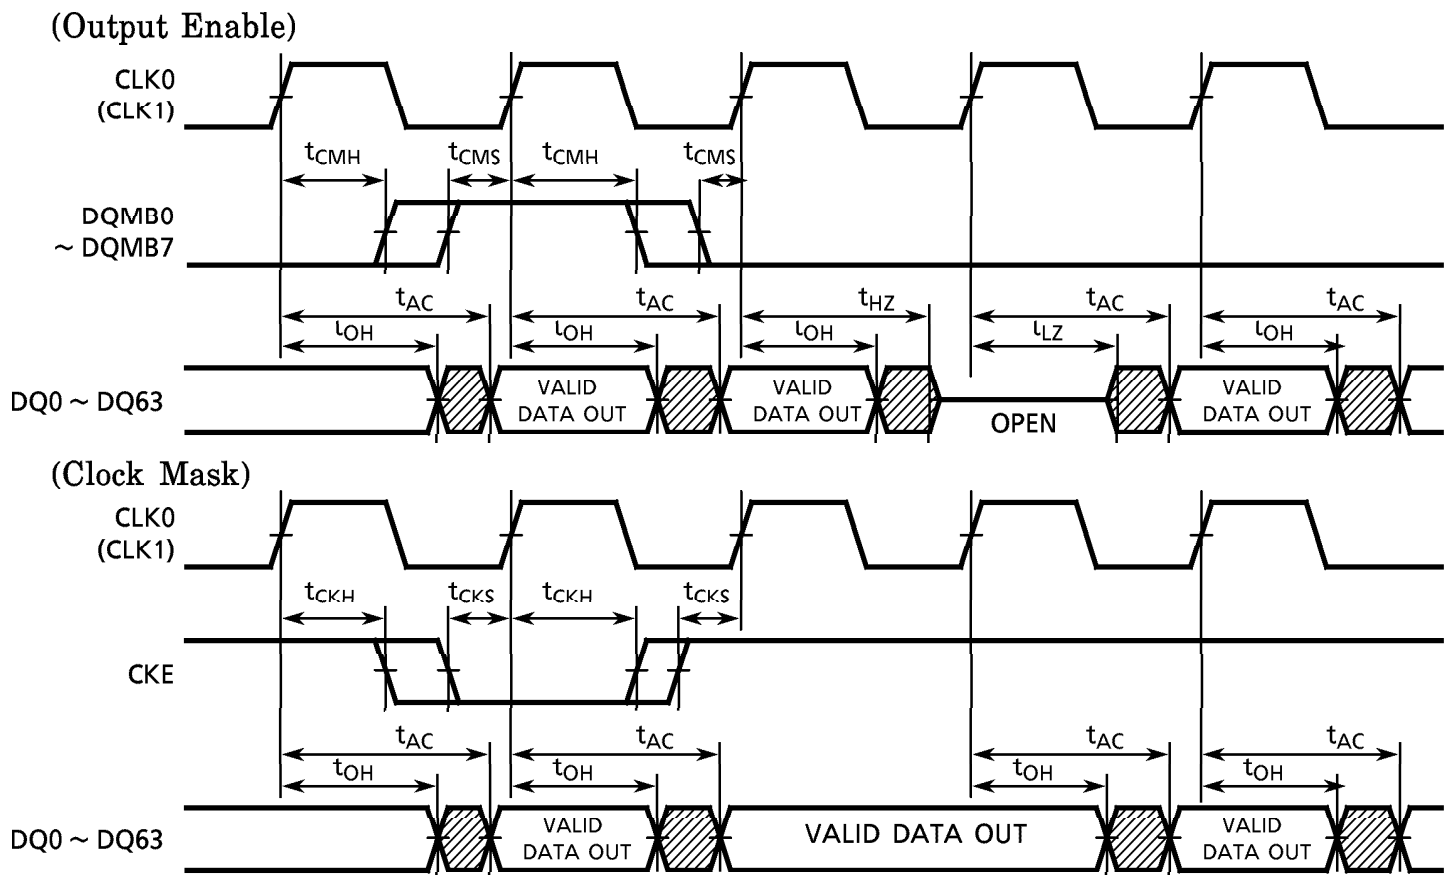 (Output Enable)
CLK0
(CLK1)
tCMH tCMS tCMH tCMS
DQMB0
~ DQMB7
tAC tAC tHZ tAC tAC
tOH tOH tOH tLZ tOH
DQ0 ~ DQ63
VALID
DATA OUT
VALID
DATA OUT
OPEN
VALID
DATA OUT
(Clock Mask)
CLK0
(CLK1)
tCKH tCKS tCKH tCKS
CKE
tAC tAC tAC tAC
tOH tOH tOH tOH
DQ0 ~ DQ63
VALID
DATA OUT
VALID DATA OUT
VALID
DATA OUT